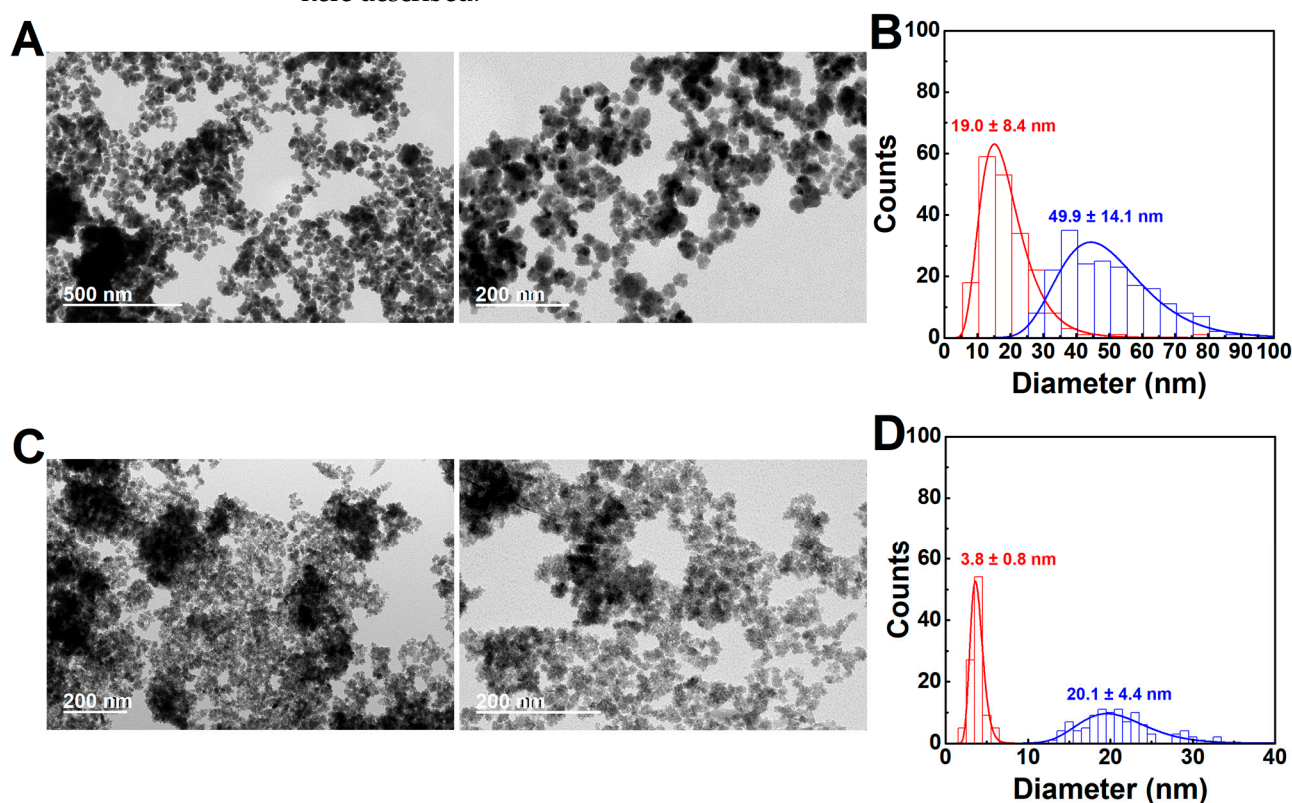 here described.
A
500 nm
200 nm
B
100
80
60
40
20
0
Counts
19.0 ± 8.4 nm
49.9 ± 14.1 nm
0 10 20 30 40 50 60 70 80 90 100
Diameter (nm)
C
200 nm
200 nm
D
100
80
60
40
20
0
Counts
3.8 ± 0.8 nm
20.1 ± 4.4 nm
0 10 20 30 40
Diameter (nm)